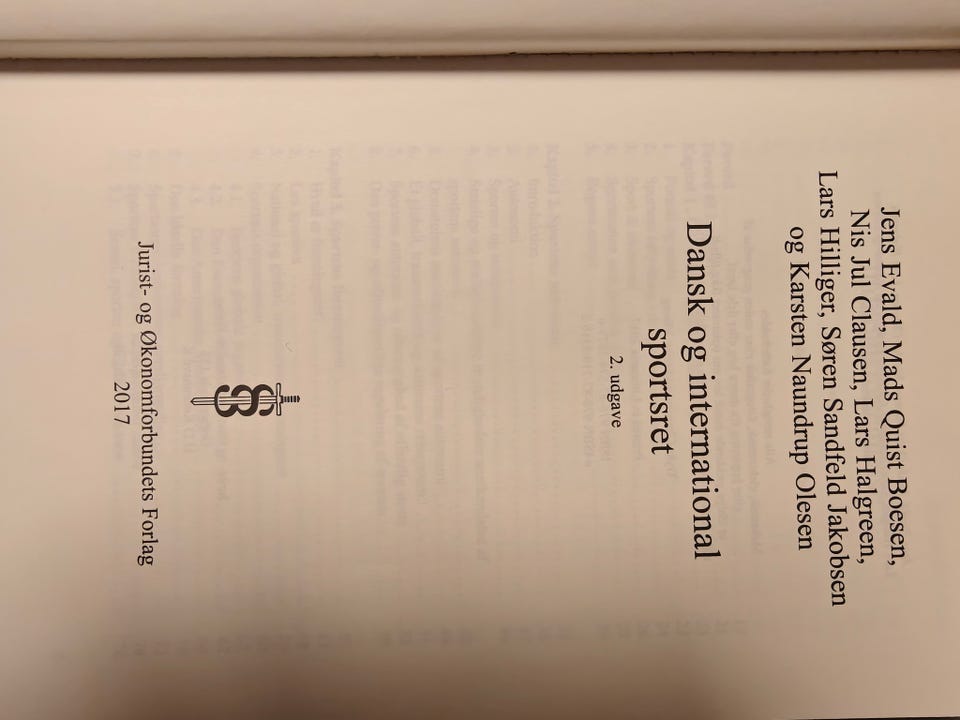 Jens Evald, Mads Quist Boesen,
Nis Jul Clausen, Lars Halgreen,
Lars Hilliger, Søren Sandfeld Jakobsen
og Karsten Naundrup Olesen
Dansk og international
sportsret
2. udgave
Jurist- og Økonomforbundets Forlag
2017